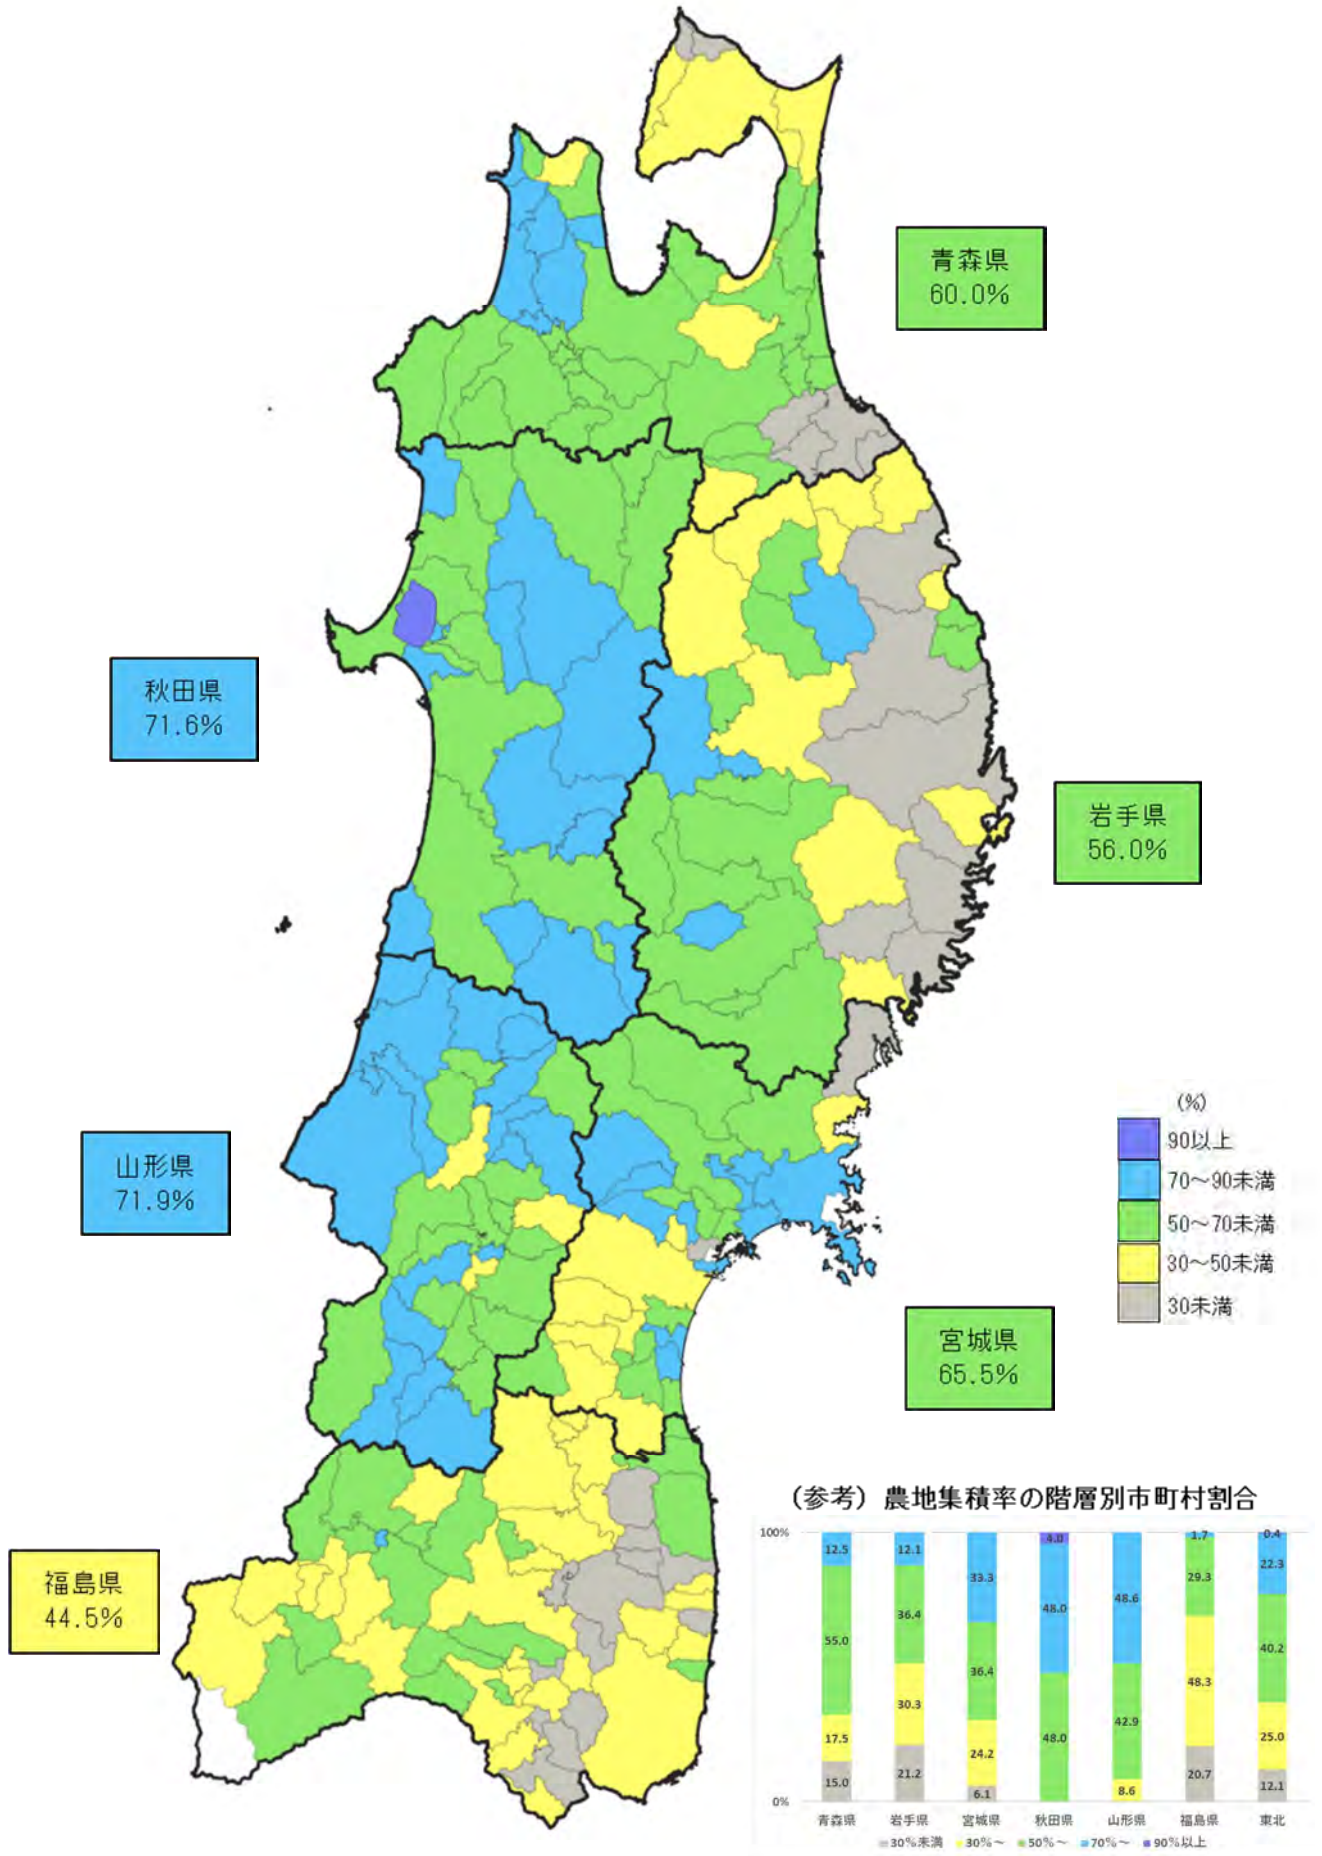 青森県
60.0%
秋田県
71.6%
岩手県
56.0%
山形県
71.9%
宮城県
65.5%
福島県
44.5%
(%)
90以上
70～90未満
50～70未満
30～50未満
30未満
(参考) 農地集積率の階層別市町村割合
100%
0%
12.5
55.0
17.5
15.0
12.1
36.4
30.3
21.2
33.3
36.4
24.2
6.1
4.0
48.0
48.0
48.6
42.9
8.6
1.7
29.3
48.3
20.7
0.4
22.3
40.2
25.0
12.1
青森県 岩手県 宮城県 秋田県 山形県 福島県 東北
30%未満 30%～ 50%～ 70%～ 90%以上